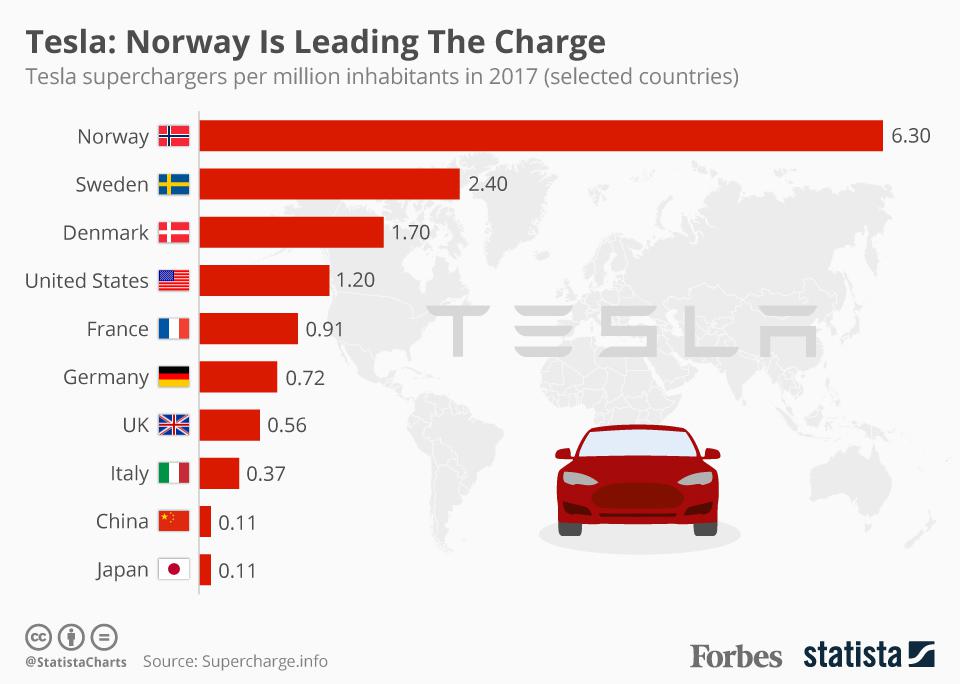 Tesla: Norway Is Leading The Charge
Tesla superchargers per million inhabitants in 2017 (selected countries)
Norway 6.30
Sweden 2.40
Denmark 1.70
United States 1.20
France 0.91
TESLA
Germany 0.72
UK 0.56
Italy 0.37
China 0.11
Japan 0.11
cc
@StatistaCharts Source: Supercharge.info
Forbes statista